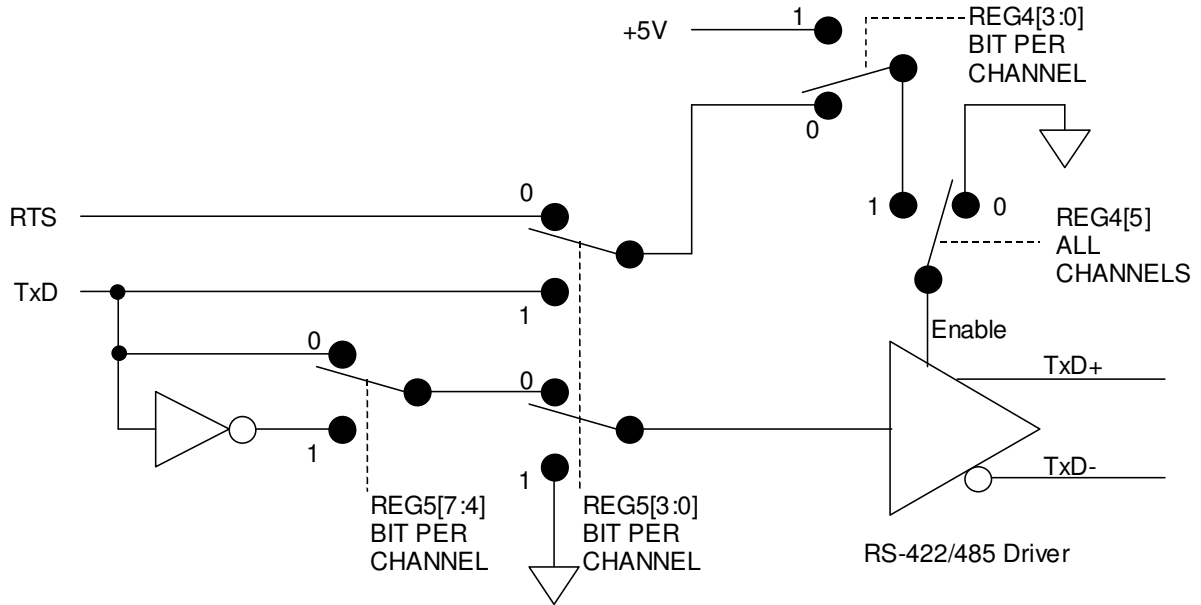 +5V
1
REG4[3:0]
BIT PER
CHANNEL
0
1
0
REG4[5]
ALL
CHANNELS
RTS
0
TxD
1
0
1
0
1
REG5[7:4]
BIT PER
CHANNEL
REG5[3:0]
BIT PER
CHANNEL
Enable
TxD+
TxD-
RS-422/485 Driver